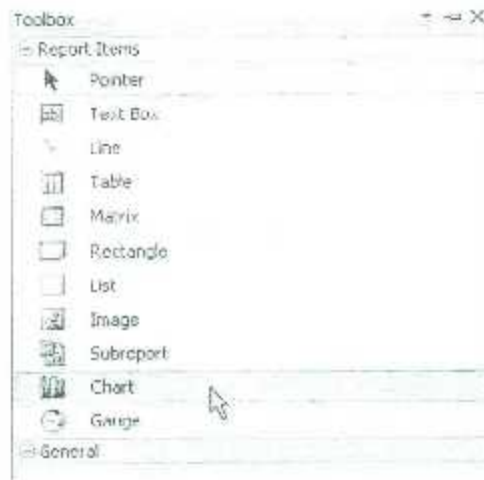 Toolbox
Report Items
Pointer
Text Box
Line
Table
Matrix
Rectangle
List
Image
Subreport
Chart
Gauge
General